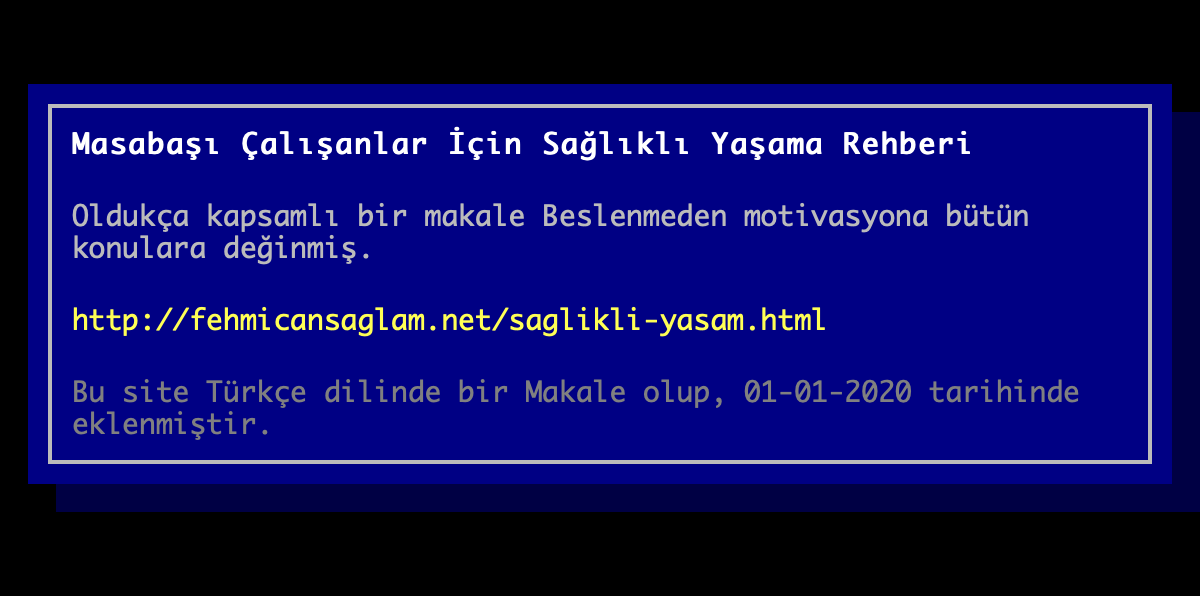 Masabaşı Çalışanlar İçin Sağlıklı Yaşama Rehberi
Oldukça kapsamlı bir makale Beslenmeden motivasyona bütün
konulara değinmiş.
http://fehmicansaglam.net/saglikli-yasam.html
Bu site Türkçe dilinde bir Makale olup, 01-01-2020 tarihinde
eklenmiştir.